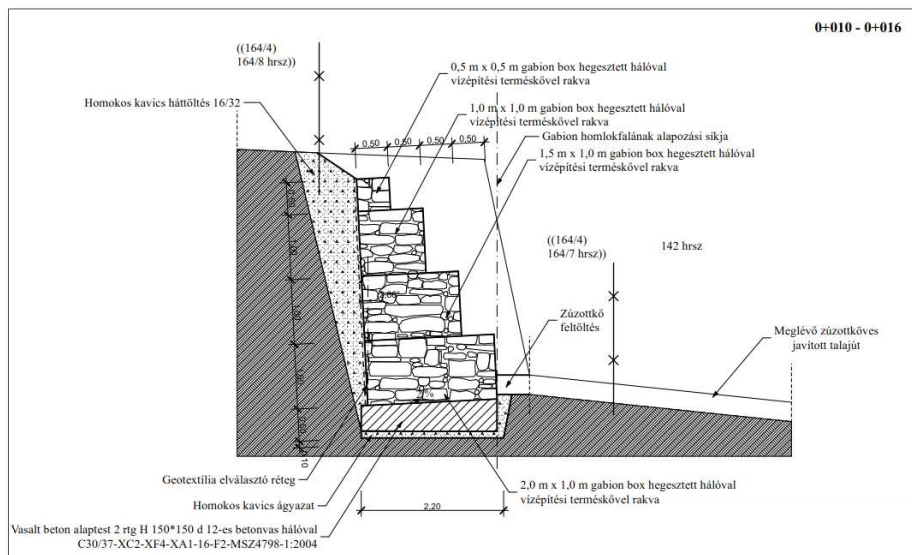 0+010 - 0+016
((164/4)
164/8 hrsz))
0,5 m x 0,5 m gabion box hegesztett hálóval
vízépítési terméskővel rakva
Homokos kavics háttöltés 16/32
1,0 m x 1,0 m gabion box hegesztett hálóval
vízépítési terméskővel rakva
Gabion homlokfalának alapozási síkja
1,5 m x 1,0 m gabion box hegesztett hálóval
vízépítési terméskővel rakva
0,50 0,50 0,50 0,50
((164/4)
164/7 hrsz))
142 hrsz
Zúzottkő
feltöltés
Meglévő zúzottköves
javított talajút
Geotextília elválasztó réteg
Homokos kavics ágyazat
2,0 m x 1,0 m gabion box hegesztett hálóval
vízépítési terméskővel rakva
2,20
Vasalt beton alaptest 2 rtg H 150*150 d 12-es betonvas hálóval
C30/37-XC2-XF4-XA1-16-F2-MSZ4798-1:2004